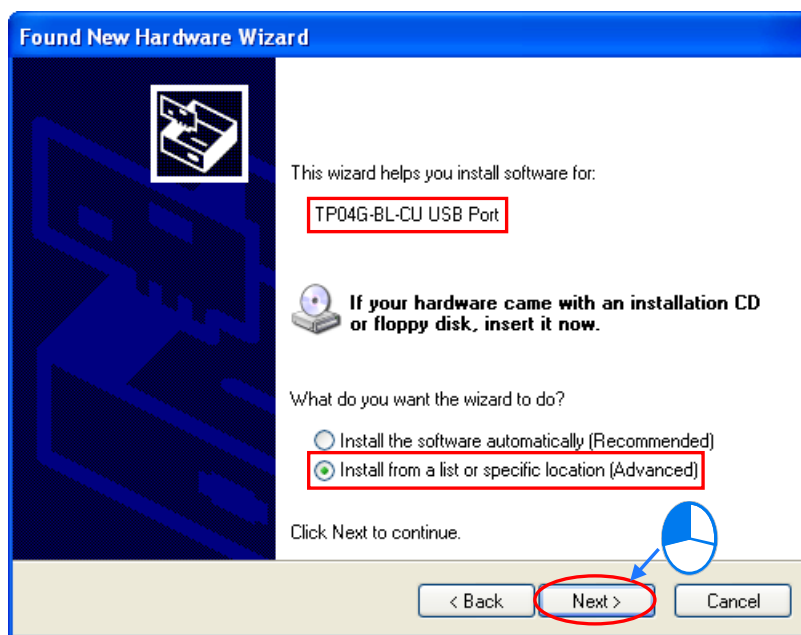 Found New Hardware Wizard
This wizard helps you install software for:
TP04G-BL-CU USB Port
If your hardware came with an installation CD
or floppy disk, insert it now.
What do you want the wizard to do?
Install the software automatically (Recommended)
Install from a list or specific location (Advanced)
Click Next to continue.
< Back Next > Cancel